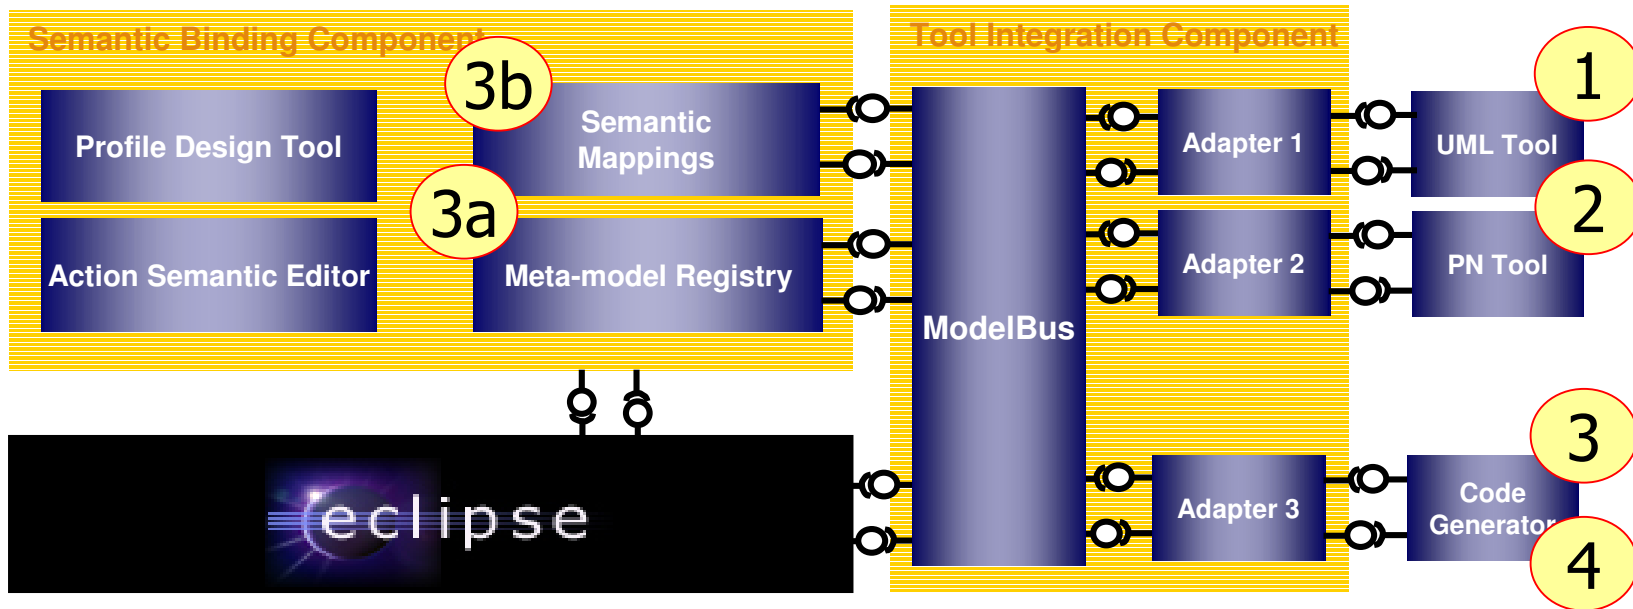 Semantic Binding Component
Tool Integration Component
1
3b
Profile Design Tool
Semantic
Mappings
Adapter 1
UML Tool
2
3a
Action Semantic Editor
Meta-model Registry
ModelBus
Adapter 2
PN Tool
eclipse
3
Adapter 3
Code
Generator
4